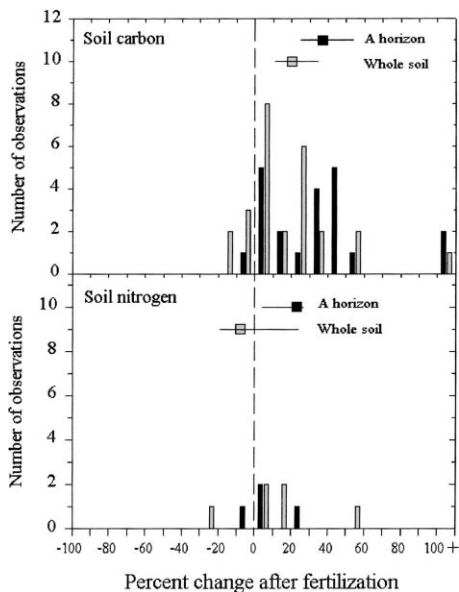 Soil carbon
A horizon
Whole soil
Number of observations
12
10
8
6
4
2
0
Soil nitrogen
A horizon
Whole soil
Number of observations
10
8
6
4
2
0
-100 -80 -60 -40 -20 0 20 40 60 80 100 +
Percent change after fertilization